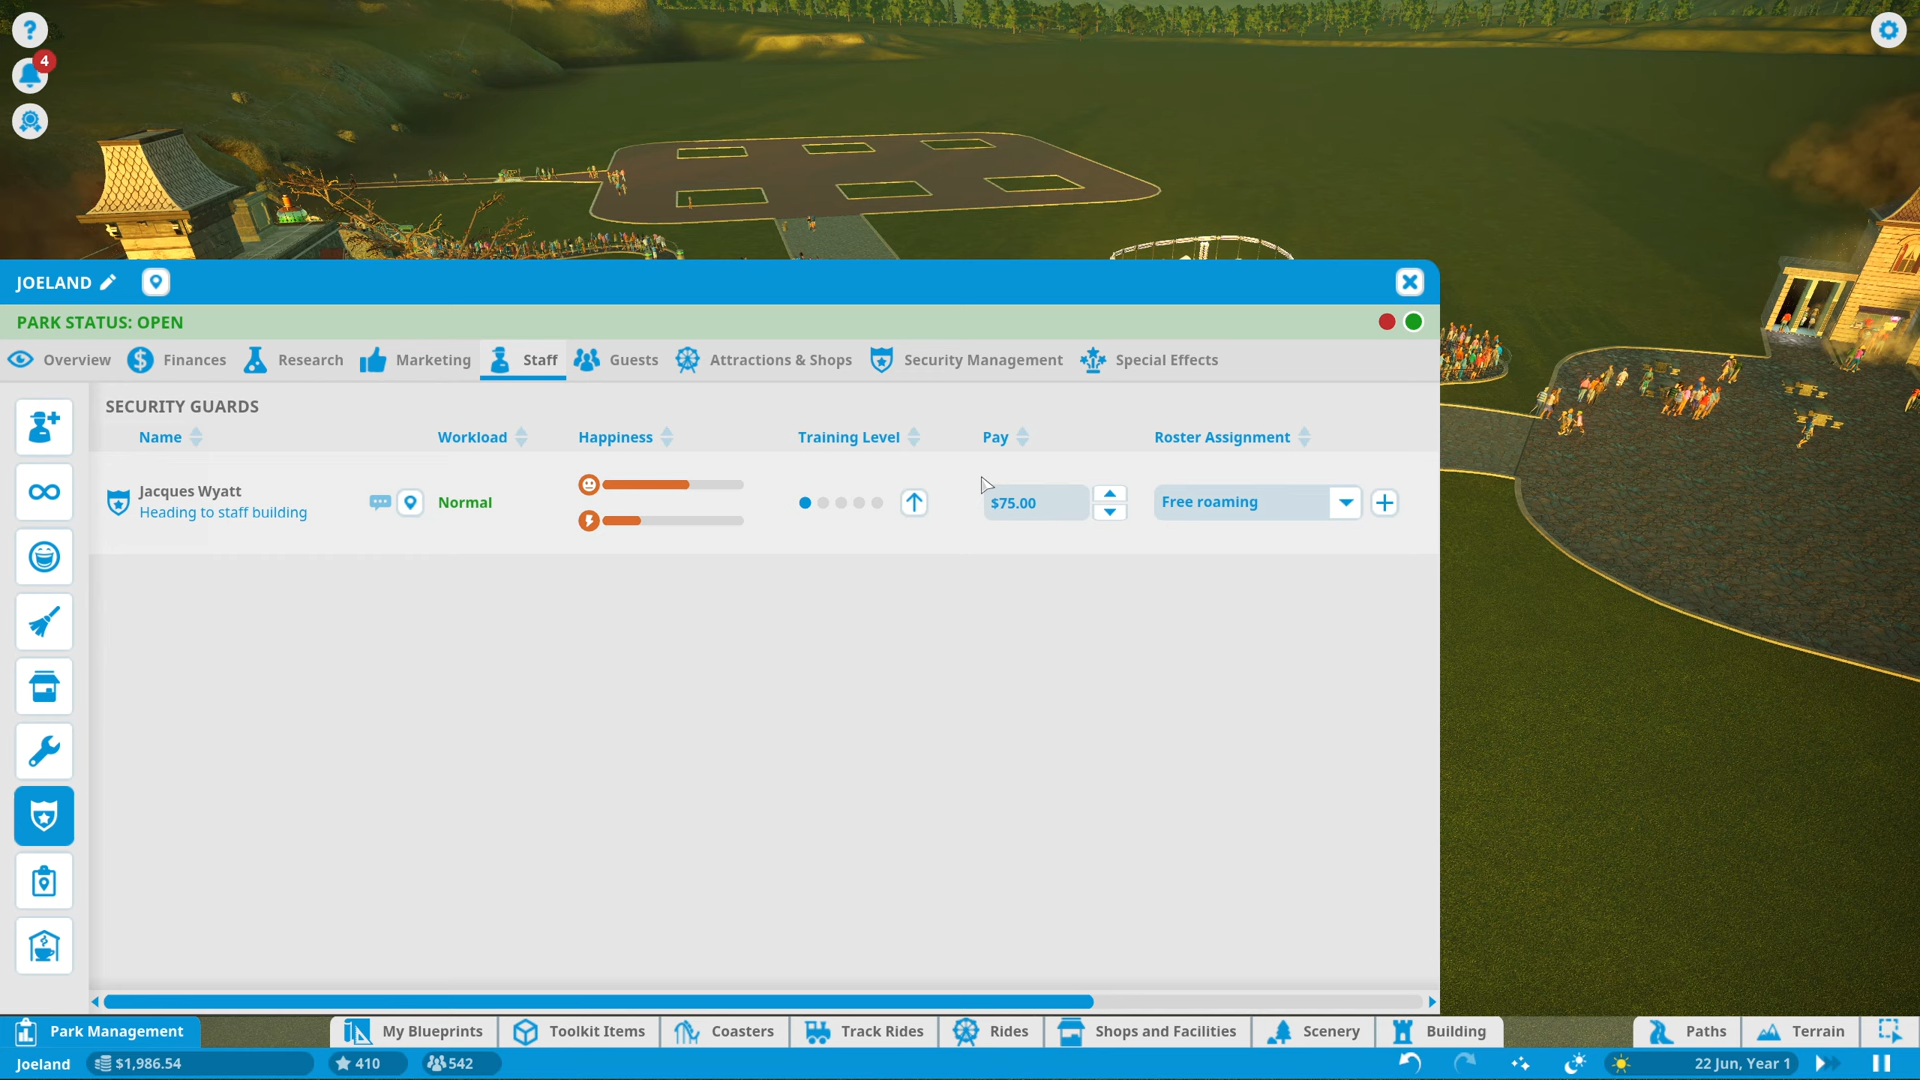 ?
4
JOELAND
PARK STATUS: OPEN
Overview Finances Research Marketing Staff Guests Attractions & Shops Security Management Special Effects
SECURITY GUARDS
Name Workload Happiness Training Level Pay Roster Assignment
Jacques Wyatt
Heading to staff building
Normal
$75.00
Free roaming
Park Management My Blueprints Toolkit Items Coasters Track Rides Rides Shops and Facilities Scenery Building Paths Terrain
Joeland $1,986.54 410 542 22 Jun, Year 1